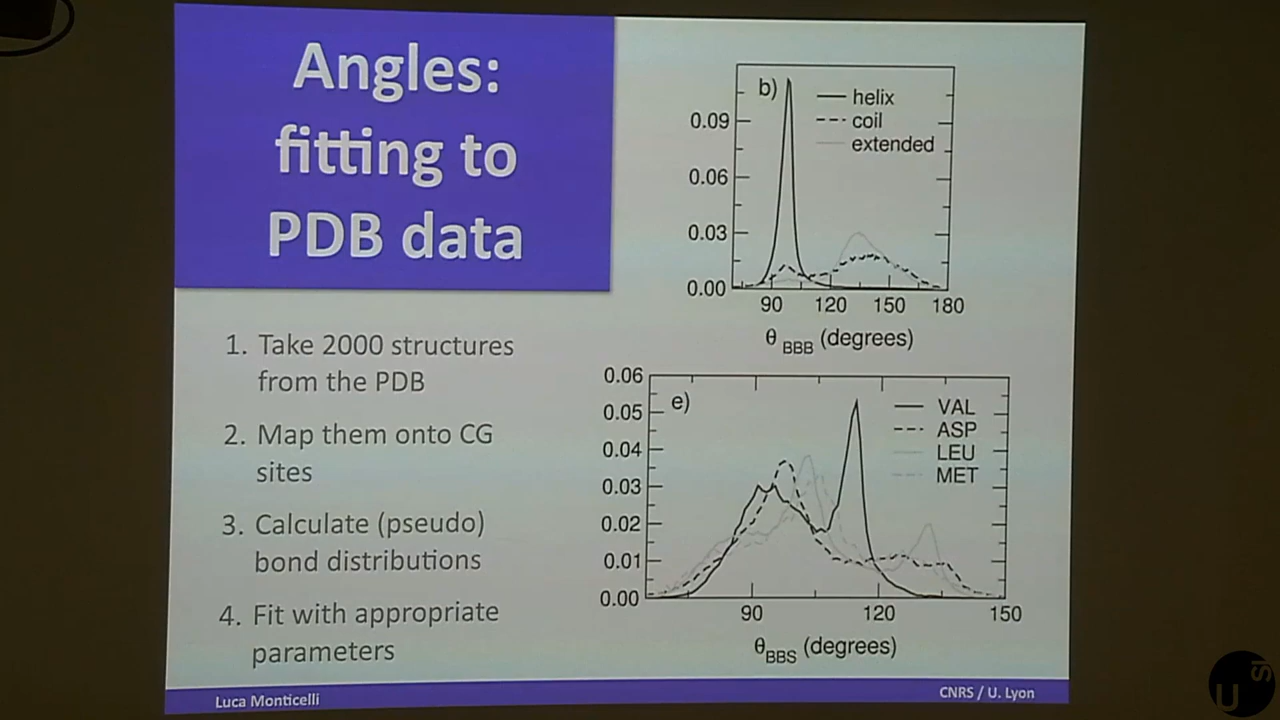 Angles:
fitting to
PDB data
1. Take 2000 structures
from the PDB
2. Map them onto CG
sites
3. Calculate (pseudo)
bond distributions
4. Fit with appropriate
parameters
b)
helix
coil
extended
0.09
0.06
0.03
0.00
90 120 150 180
θ BBB (degrees)
e)
VAL
ASP
LEU
MET
0.06
0.05
0.04
0.03
0.02
0.01
0.00
90 120 150
θ BBS (degrees)
Luca Monticelli
CNRS / U. Lyon
U SI